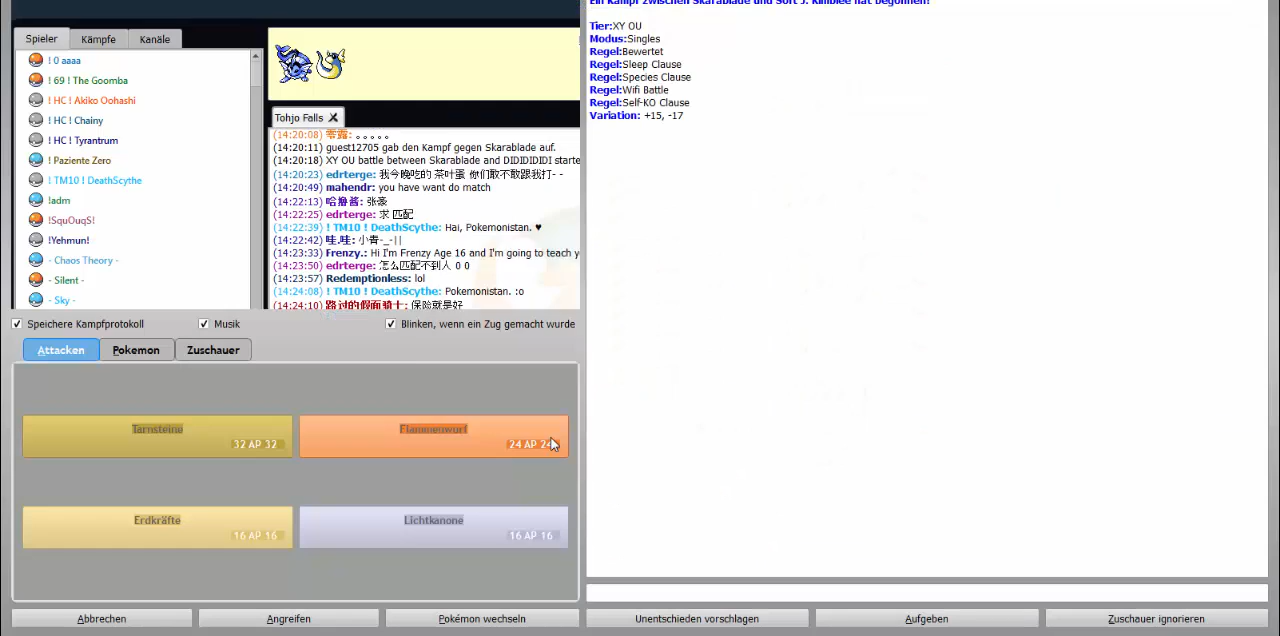 Spieler Kämpfe Kanäle
! 0 aaaa
! 69 ! The Goomba
! HC ! Akiko Oohashi
! HC ! Chainy
! HC ! Tyrantrum
! Paziente Zero
! TM10 ! DeathScythe
!adm
!SquOuqS!
!Yehmun!
- Chaos Theory -
- Silent -
- Sky -
Tohjo Falls X
(14:20:08) 零露: 。。。。。
(14:20:11) guest12705 gab den Kampf gegen Skarablade auf.
(14:20:18) XY OU battle between Skarablade and DIDIDIDIDI starte
(14:20:23) edrterge: 我今晚吃的 茶叶蛋 他们敢不敢跟我打- -
(14:20:49) mahendr: you have want do match
(14:22:13) 哈撸酱: 张豪
(14:22:25) edrterge: 求 匹配
(14:22:39) ! TM10 ! DeathScythe: Hai, Pokemonistan. ♥
(14:22:42) 哇.哇: 小青-_-||
(14:23:33) Frenzy.: Hi I'm Frenzy Age 16 and I'm going to teach y
(14:23:50) edrterge: 怎么匹配不到人 0 0
(14:23:57) Redemptionless: lol
(14:24:08) ! TM10 ! DeathScythe: Pokemonistan. :o
(14:24:10) 路过的假面骑士: 保险就是好
Speichere Kampfprotokoll Musik Blinken, wenn ein Zug gemacht wurde
Attacken Pokemon Zuschauer
Tarnsteine
32 AP 32
Flammenwurf
24 AP 24
Erdkräfte
16 AP 16
Lichtkanone
16 AP 16
Abbrechen Angreifen Pokémon wechseln
Ein Kampf zwischen Skarablade und Solf J. Kimblee hat begonnen!
Tier:XY OU
Modus:Singles
Regel:Bewertet
Regel:Sleep Clause
Regel:Species Clause
Regel:Wifi Battle
Regel:Self-KO Clause
Variation: +15, -17
Unentschieden vorschlagen Aufgeben Zuschauer ignorieren